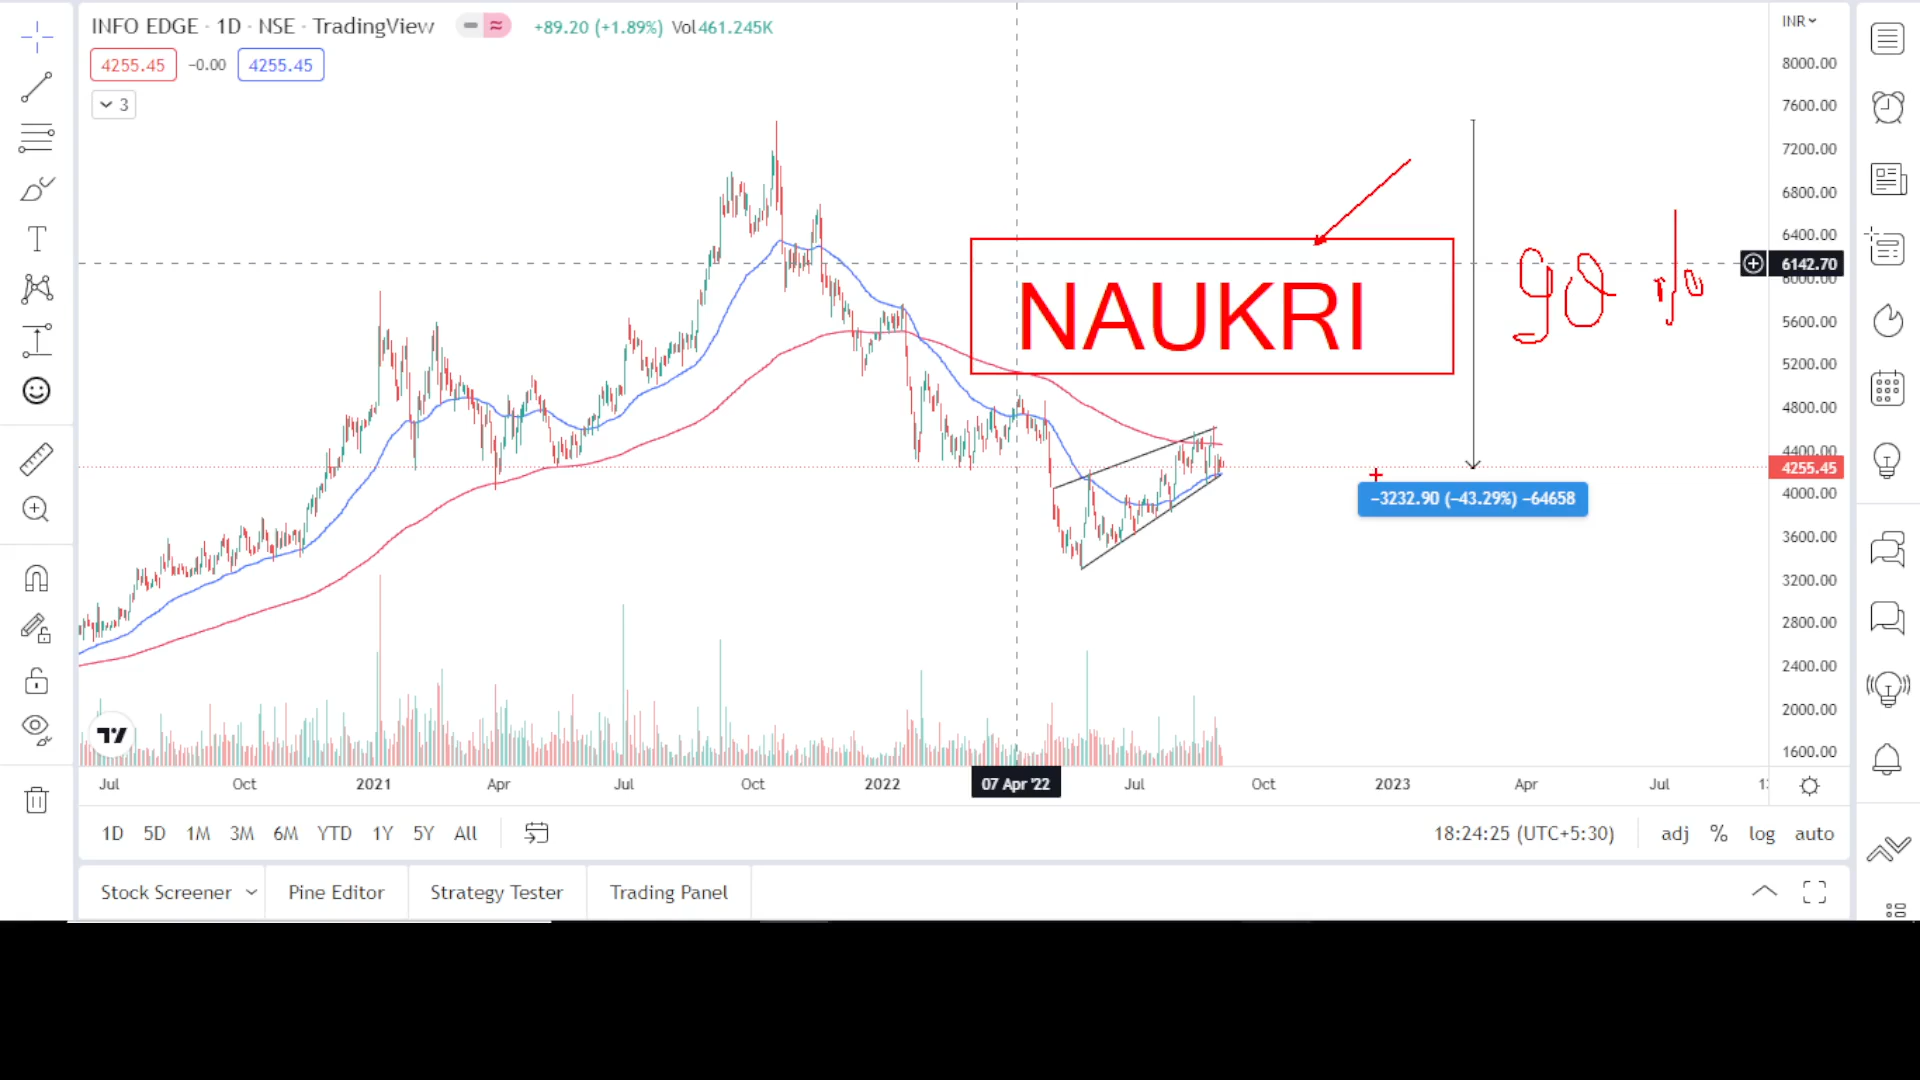 INFO EDGE · 1D · NSE · TradingView +89.20 (+1.89%) Vol 461.245K
INR
4255.45 −0.00 4255.45
3
8000.00
7600.00
7200.00
6800.00
6400.00
6142.70
6000.00
5600.00
5200.00
4800.00
4400.00
4255.45
4000.00
3600.00
3200.00
2800.00
2400.00
2000.00
1600.00
NAUKRI
90 %
−3232.90 (−43.29%) −64658
Jul Oct 2021 Apr Jul Oct 2022 07 Apr '22 Jul Oct 2023 Apr Jul
1D 5D 1M 3M 6M YTD 1Y 5Y All 18:24:25 (UTC+5:30) adj % log auto
Stock Screener Pine Editor Strategy Tester Trading Panel